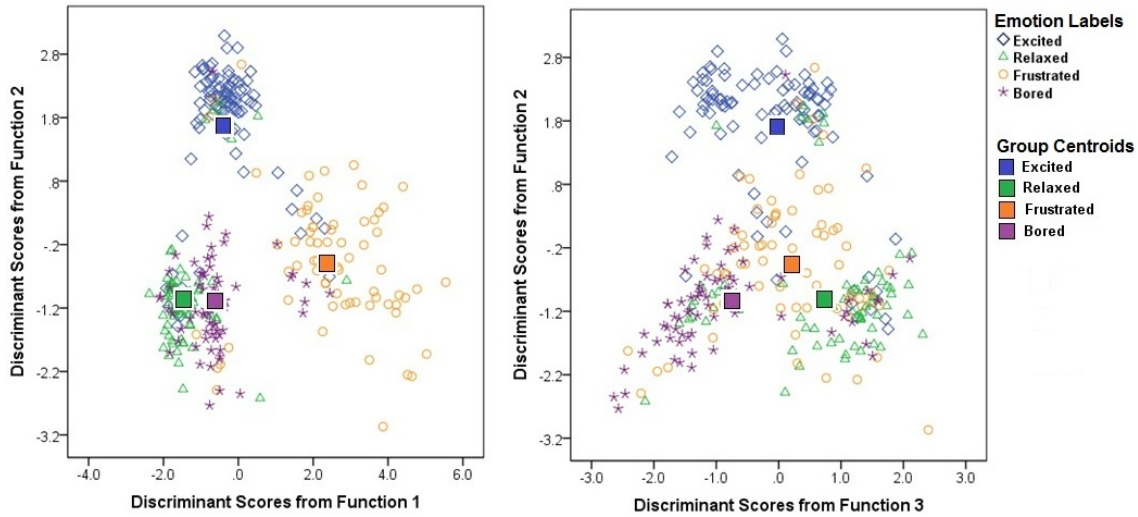 2.8
1.8
.8
-.2
-1.2
-2.2
-3.2
Discriminant Scores from Function 2
-4.0 -2.0 .0 2.0 4.0 6.0
Discriminant Scores from Function 1
2.8
1.8
.8
-.2
-1.2
-2.2
-3.2
Discriminant Scores from Function 2
-3.0 -2.0 -1.0 .0 1.0 2.0 3.0
Discriminant Scores from Function 3
Emotion Labels
Excited
Relaxed
Frustrated
Bored
Group Centroids
Excited
Relaxed
Frustrated
Bored